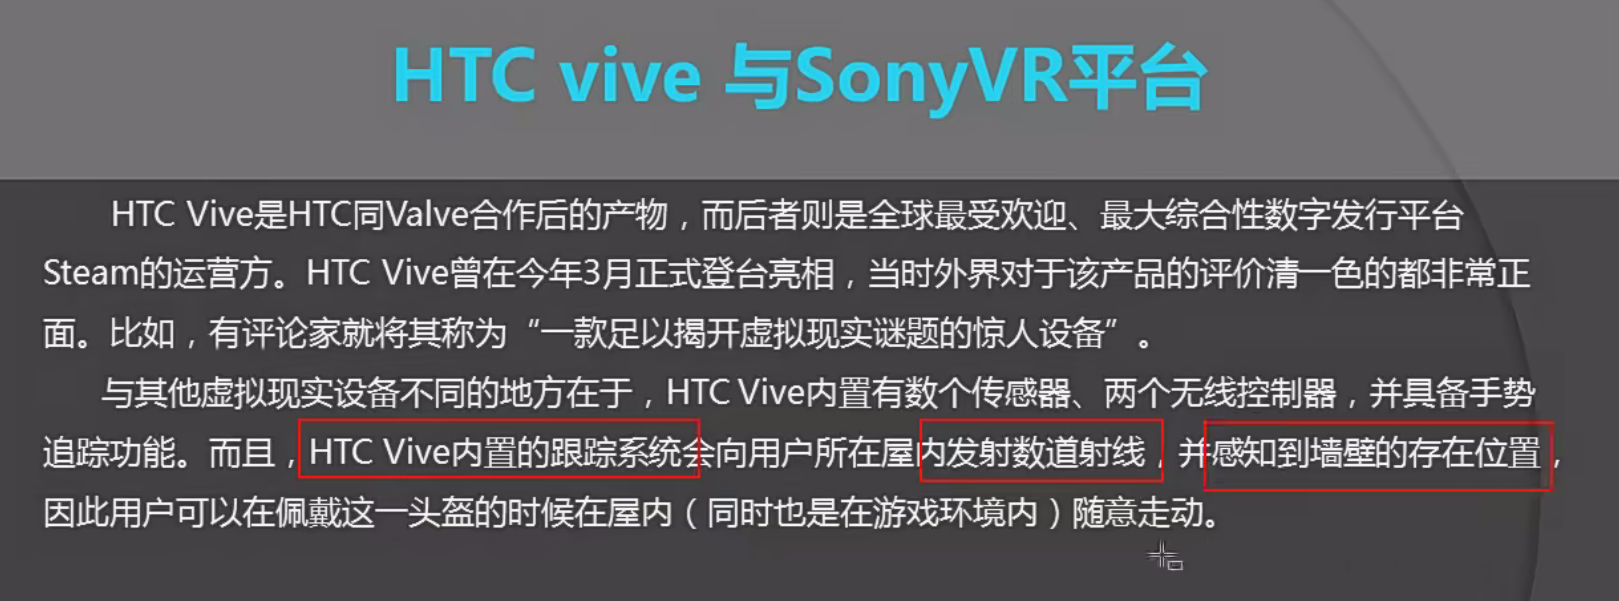 HTC vive 与SonyVR平台
HTC Vive是HTC同Valve合作后的产物，而后者则是全球最受欢迎、最大综合性数字发行平台
Steam的运营方。HTC Vive曾在今年3月正式登台亮相，当时外界对于该产品的评价清一色的都非常正
面。比如，有评论家就将其称为“一款足以揭开虚拟现实谜题的惊人设备”。
与其他虚拟现实设备不同的地方在于，HTC Vive内置有数个传感器、两个无线控制器，并具备手势
追踪功能。而且，HTC Vive内置的跟踪系统会向用户所在屋内发射数道射线，并感知到墙壁的存在位置，
因此用户可以在佩戴这一头盔的时候在屋内（同时也是在游戏环境内）随意走动。